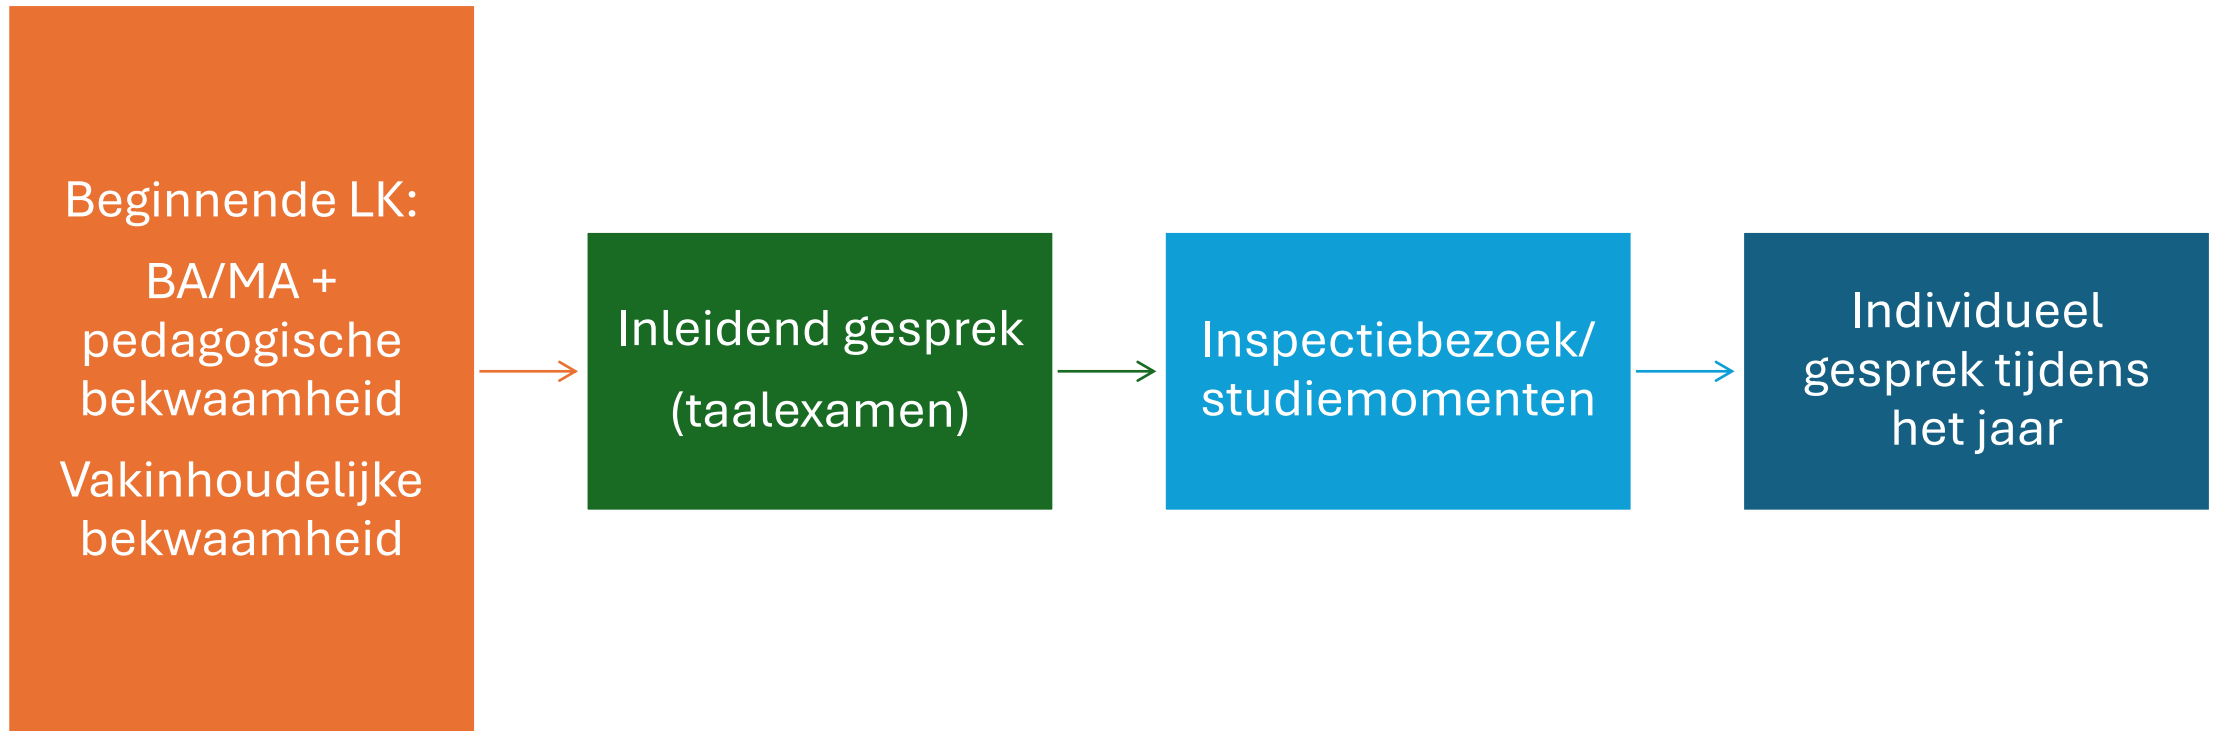 Beginnende LK:
BA/MA +
pedagogische
bekwaamheid
Vakinhoudelijke
bekwaamheid
Inleidend gesprek
(taalexamen)
Inspectiebezoek/
studiemomenten
Individueel
gesprek tijdens
het jaar